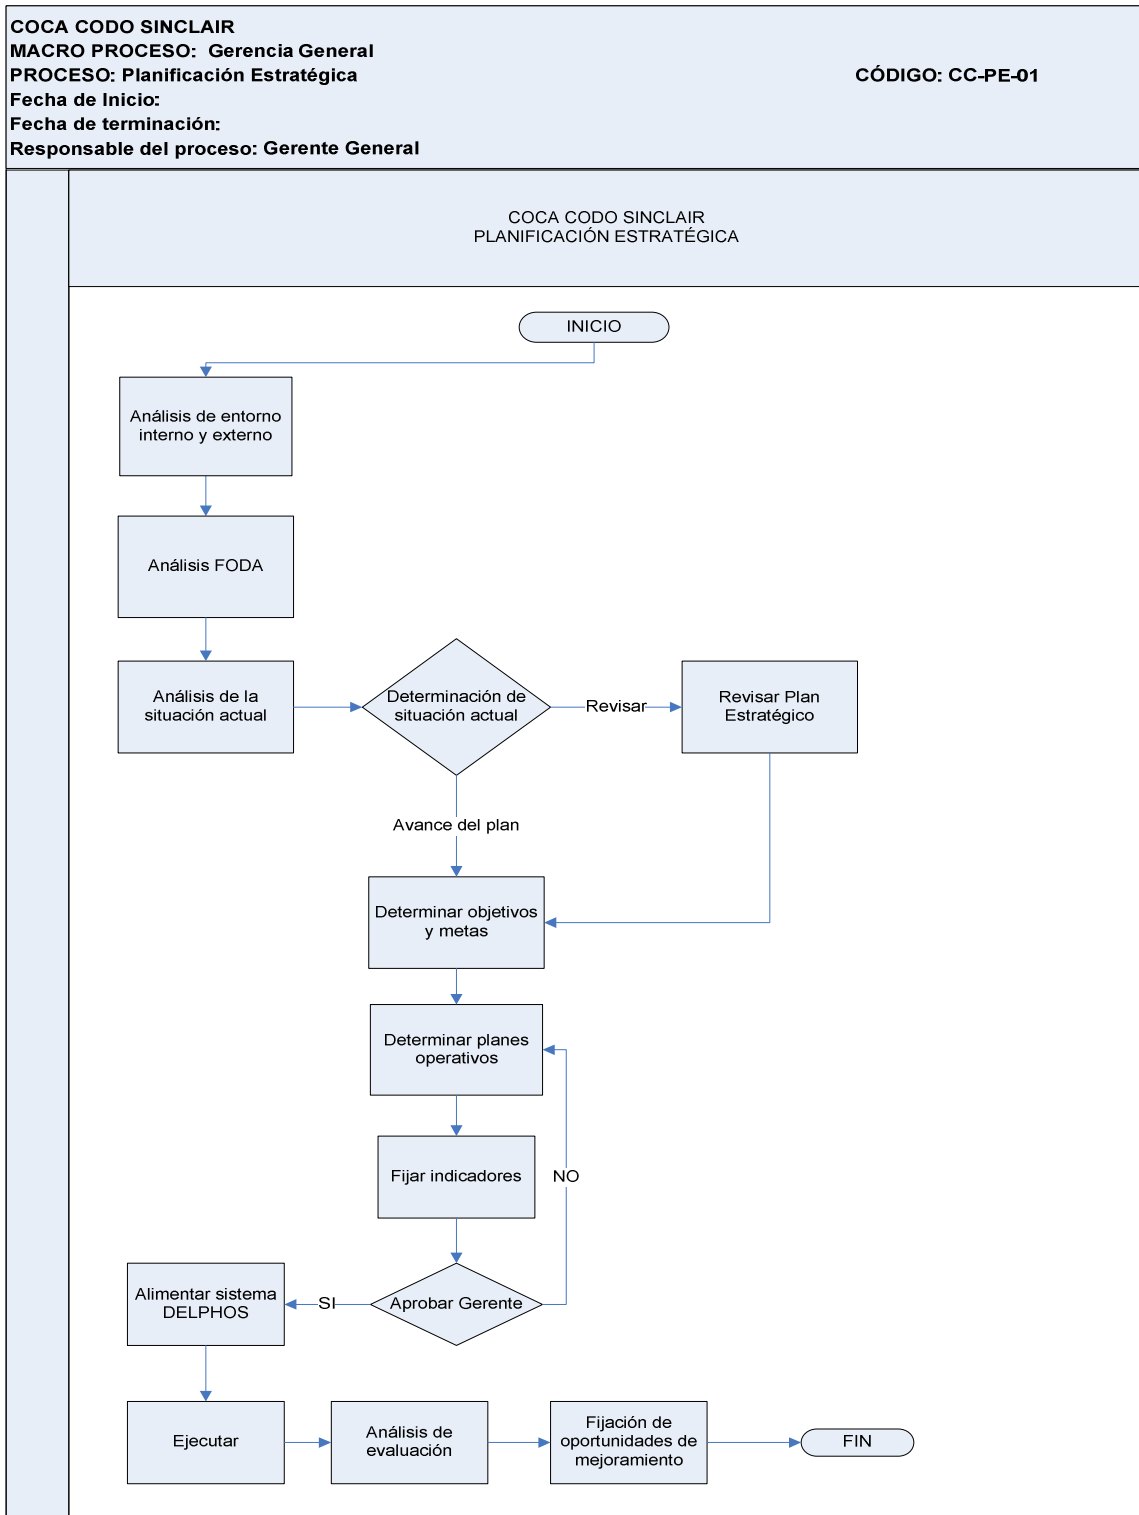 COCA CODO SINCLAIR
MACRO PROCESO: Gerencia General
PROCESO: Planificación Estratégica CÓDIGO: CC-PE-01
Fecha de Inicio:
Fecha de terminación:
Responsable del proceso: Gerente General
COCA CODO SINCLAIR
PLANIFICACIÓN ESTRATÉGICA
INICIO
Análisis de entorno
interno y externo
Análisis FODA
Análisis de la
situación actual
Determinación de
situación actual
Revisar
Revisar Plan
Estratégico
Avance del plan
Determinar objetivos
y metas
Determinar planes
operativos
Fijar indicadores
NO
Aprobar Gerente
SI
Alimentar sistema
DELPHOS
Ejecutar
Análisis de
evaluación
Fijación de
oportunidades de
mejoramiento
FIN